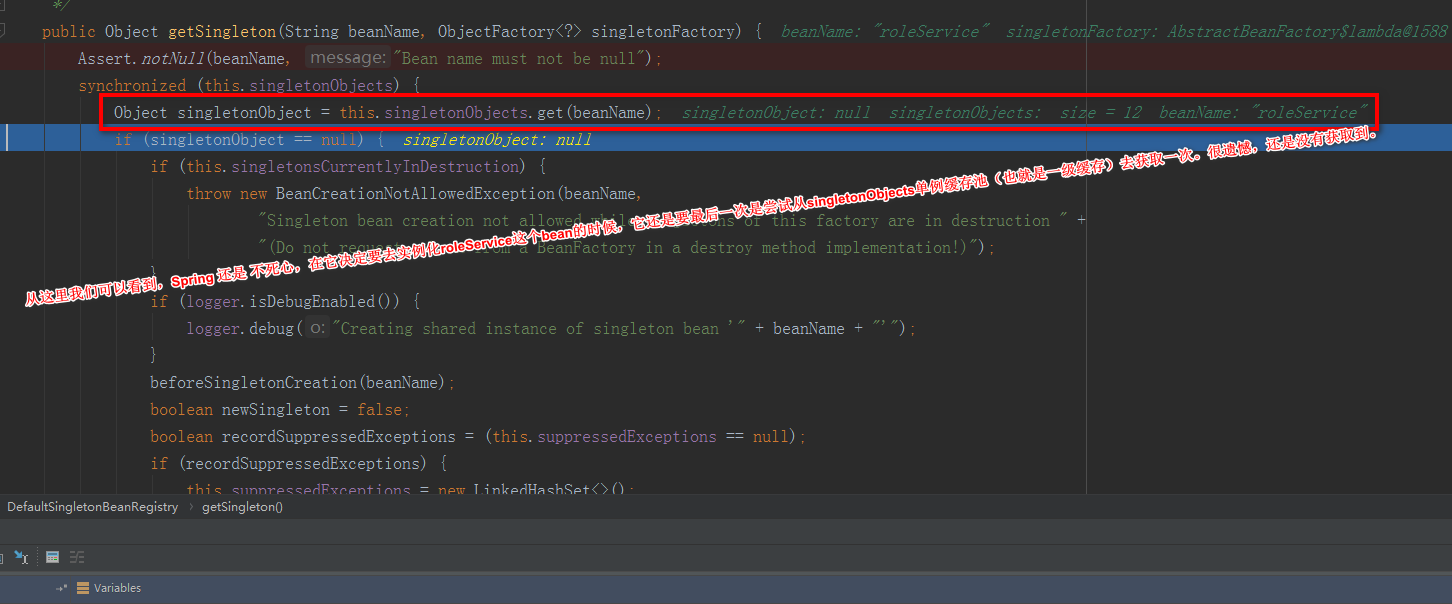 */
public Object getSingleton(String beanName, ObjectFactory<?> singletonFactory) { beanName: "roleService" singletonFactory: AbstractBeanFactory$lambda@1588
Assert.notNull(beanName, message: "Bean name must not be null");
synchronized (this.singletonObjects) {
Object singletonObject = this.singletonObjects.get(beanName); singletonObject: null singletonObjects: size = 12 beanName: "roleService"
if (singletonObject == null) { singletonObject: null
if (this.singletonsCurrentlyInDestruction) {
throw new BeanCreationNotAllowedException(beanName,
"Singleton bean creation not allowed of this factory are in destruction " +
"(Do not from a BeanFactory in a destroy method implementation!)");
从这里我们可以看到，Spring 还是 不死心，在它决定要去实例化roleService这个bean的时候，它还是要最后一次是尝试从singletonObjects单例缓存池（也就是一级缓存）去获取一次。很遗憾，还是没有获取到。
}
if (logger.isDebugEnabled()) {
logger.debug( o: "Creating shared instance of singleton bean '" + beanName + "'");
}
beforeSingletonCreation(beanName);
boolean newSingleton = false;
boolean recordSuppressedExceptions = (this.suppressedExceptions == null);
if (recordSuppressedExceptions) {
this.suppressedExceptions = new LinkedHashSet<>();
DefaultSingletonBeanRegistry › getSingleton()
Variables